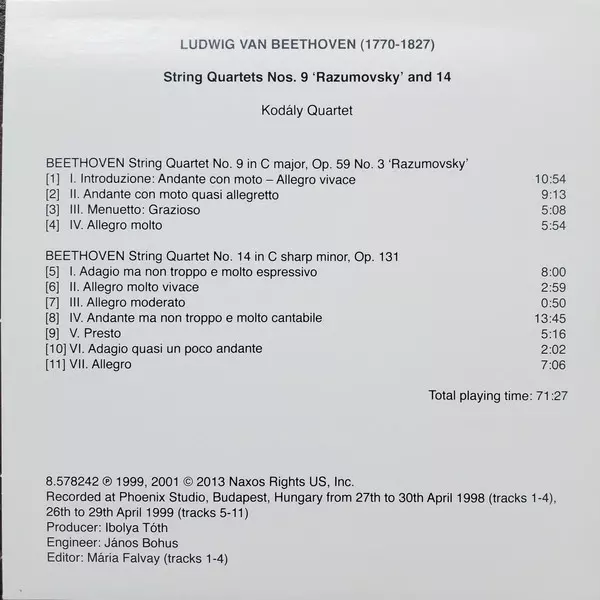 LUDWIG VAN BEETHOVEN (1770-1827)
String Quartets Nos. 9 ‘Razumovsky’ and 14
Kodály Quartet
BEETHOVEN String Quartet No. 9 in C major, Op. 59 No. 3 ‘Razumovsky’
[1] I. Introduzione: Andante con moto – Allegro vivace 10:54
[2] II. Andante con moto quasi allegretto 9:13
[3] III. Menuetto: Grazioso 5:08
[4] IV. Allegro molto 5:54
BEETHOVEN String Quartet No. 14 in C sharp minor, Op. 131
[5] I. Adagio ma non troppo e molto espressivo 8:00
[6] II. Allegro molto vivace 2:59
[7] III. Allegro moderato 0:50
[8] IV. Andante ma non troppo e molto cantabile 13:45
[9] V. Presto 5:16
[10] VI. Adagio quasi un poco andante 2:02
[11] VII. Allegro 7:06
Total playing time: 71:27
8.578242 ℗ 1999, 2001 © 2013 Naxos Rights US, Inc.
Recorded at Phoenix Studio, Budapest, Hungary from 27th to 30th April 1998 (tracks 1-4),
26th to 29th April 1999 (tracks 5-11)
Producer: Ibolya Tóth
Engineer: János Bohus
Editor: Mária Falvay (tracks 1-4)